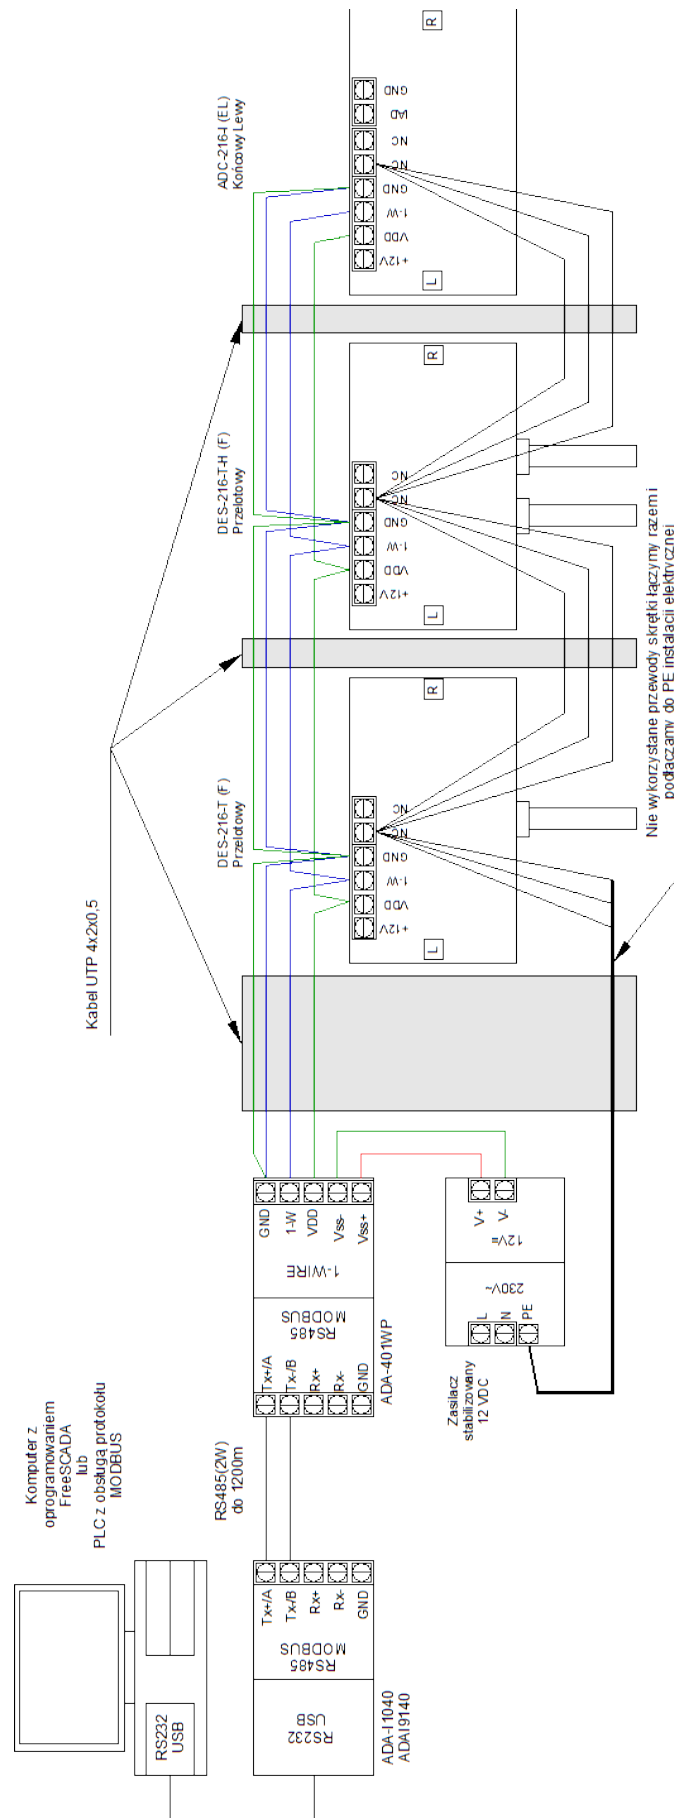 Komputer z
oprogramowaniem
FreeSCADA
lub
PLC z obsługą protokołu
MODBUS
RS232
USB
RS232
USB
RS485
MODBUS
Tx+/A
Tx-/B
Rx+
Rx-
GND
ADA-I1040
ADAI9140
RS485(2W)
do 1200m
Tx+/A
Tx-/B
Rx+
Rx-
GND
RS485
MODBUS
1-WIRE
GND
1-W
VDD
Vss-
Vss+
ADA-401WP
Zasilacz
stabilizowany
12 VDC
L
N
PE
230V~
12V=
V+
V-
Kabel UTP 4x2x0,5
DES-216-T (F)
Przelotowy
L
+12V
VDD
1-W
GND
NC
NC
R
DES-216-T-H (F)
Przelotowy
L
+12V
VDD
1-W
GND
NC
NC
R
ADC-216-I (EL)
Końcowy Lewy
L
+12V
VDD
1-W
GND
NC
NC
AD
GND
R
Nie wykorzystane przewody skrętki łączymy razem i
podłaczamy do PE instalacii elektrycznej